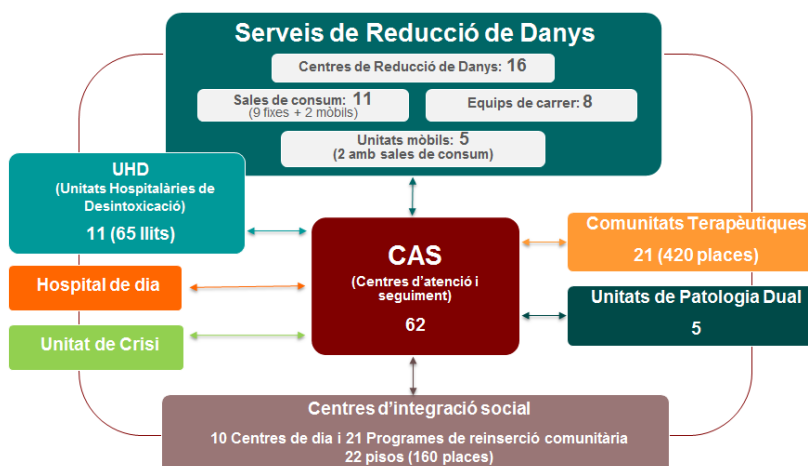 Serveis de Reducció de Danys
Centres de Reducció de Danys: 16
Sales de consum: 11
(9 fixes + 2 mòbils)
Equips de carrer: 8
Unitats mòbils: 5
(2 amb sales de consum)
UHD
(Unitats Hospitalàries de
Desintoxicació)
11 (65 llits)
Hospital de dia
Unitat de Crisi
CAS
(Centres d’atenció i
seguiment)
62
Comunitats Terapèutiques
21 (420 places)
Unitats de Patologia Dual
5
Centres d’integració social
10 Centres de dia i 21 Programes de reinserció comunitària
22 pisos (160 places)